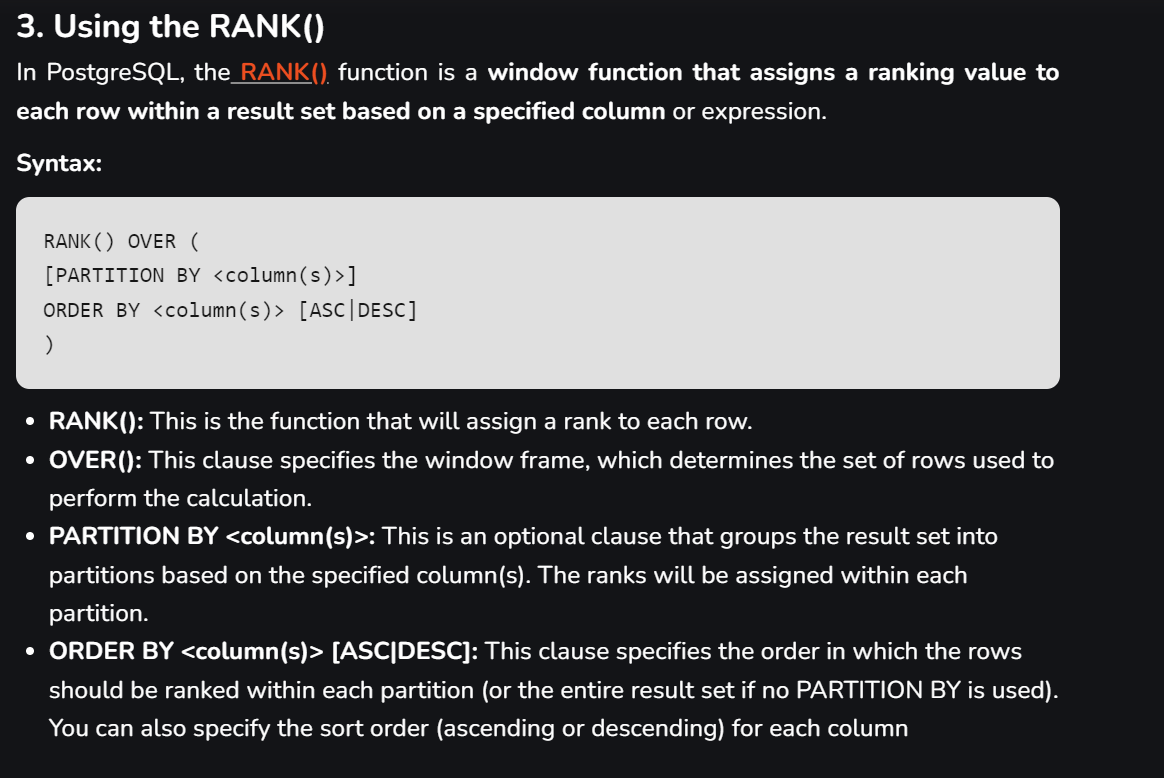 3. Using the RANK()
In PostgreSQL, the RANK() function is a window function that assigns a ranking value to
each row within a result set based on a specified column or expression.
Syntax:
RANK() OVER (
[PARTITION BY <column(s)>]
ORDER BY <column(s)> [ASC|DESC]
)
• RANK(): This is the function that will assign a rank to each row.
• OVER(): This clause specifies the window frame, which determines the set of rows used to
perform the calculation.
• PARTITION BY <column(s)>: This is an optional clause that groups the result set into
partitions based on the specified column(s). The ranks will be assigned within each
partition.
• ORDER BY <column(s)> [ASC|DESC]: This clause specifies the order in which the rows
should be ranked within each partition (or the entire result set if no PARTITION BY is used).
You can also specify the sort order (ascending or descending) for each column